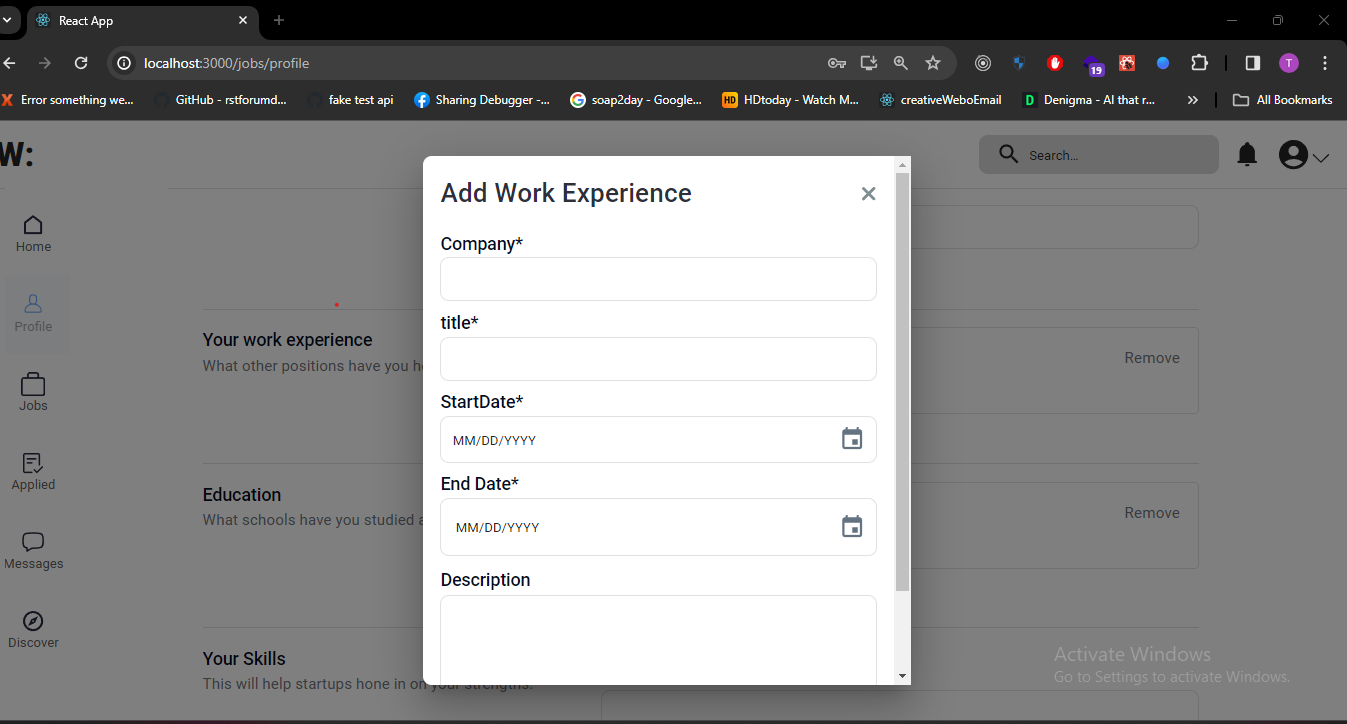 React App
localhost:3000/jobs/profile
19
T
Error something we...
GitHub - rstforumd...
fake test api
Sharing Debugger -...
soap2day - Google...
HD
HDtoday - Watch M...
creativeWeboEmail
D
Denigma - AI that r...
All Bookmarks
W:
Search...
Home
Profile
Jobs
Applied
Messages
Discover
Your work experience
What other positions have you h
Remove
Education
What schools have you studied
Remove
Your Skills
This will help startups hone in on your strengths.
Add Work Experience
Company*
title*
StartDate*
MM/DD/YYYY
End Date*
MM/DD/YYYY
Description
Activate Windows
Go to Settings to activate Windows.